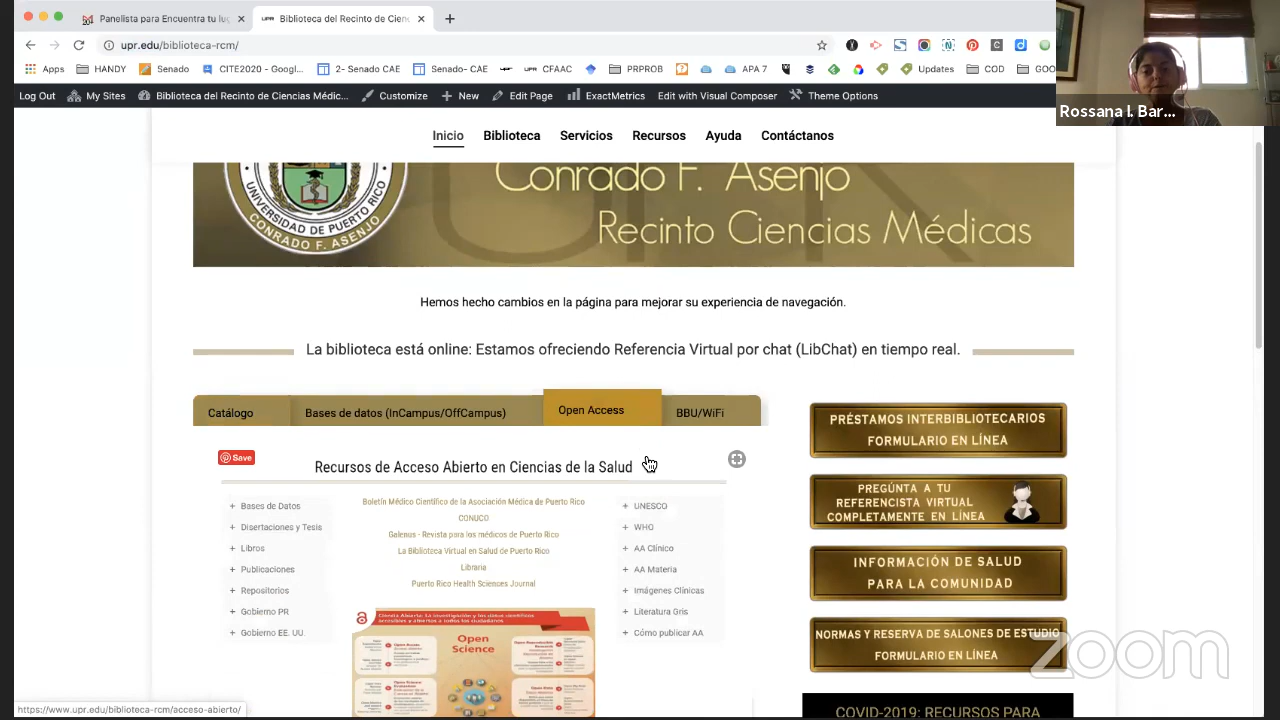 Panelista para Encuentra tu lug
Biblioteca del Recinto de Cienc
upr.edu/biblioteca-rcm/
Apps
HANDY
Senado
CITE2020 - Googl...
2- Senado CAE
Senado- CAE
CFAAC
PRPROB
APA 7
Updates
COD
GOO
Log Out
My Sites
Biblioteca del Recinto de Ciencias Médic...
Customize
New
Edit Page
ExactMetrics
Edit with Visual Composer
Theme Options
Rossana I. Bar...
Inicio
Biblioteca
Servicios
Recursos
Ayuda
Contáctanos
UNIVERSIDAD DE PUERTO RICO
CONRADO F. ASENJO
Conrado F. Asenjo
Recinto Ciencias Médicas
Hemos hecho cambios en la página para mejorar su experiencia de navegación.
La biblioteca está online: Estamos ofreciendo Referencia Virtual por chat (LibChat) en tiempo real.
Catálogo
Bases de datos (InCampus/OffCampus)
Open Access
BBU/WiFi
Save
Recursos de Acceso Abierto en Ciencias de la Salud
+ Bases de Datos
+ Disertaciones y Tesis
+ Libros
+ Publicaciones
+ Repositorios
+ Gobierno PR
+ Gobierno EE. UU.
Boletín Médico Científico de la Asociación Médica de Puerto Rico
CONUCO
Galenus - Revista para los médicos de Puerto Rico
La Biblioteca Virtual en Salud de Puerto Rico
Libraria
Puerto Rico Health Sciences Journal
+ UNESCO
+ WHO
+ AA Clínico
+ AA Materia
+ Imágenes Clínicas
+ Literatura Gris
+ Cómo publicar AA
Open
Science
PRÉSTAMOS INTERBIBLIOTECARIOS
FORMULARIO EN LÍNEA
PREGÚNTA A TU
REFERENCISTA VIRTUAL
COMPLETAMENTE EN LÍNEA
INFORMACIÓN DE SALUD
PARA LA COMUNIDAD
NORMAS Y RESERVA DE SALONES DE ESTUDIO
FORMULARIO EN LÍNEA
COVID-2019: RECURSOS PARA
zoom
https://www.upr.edu/biblioteca-rcm/acceso-abierto/